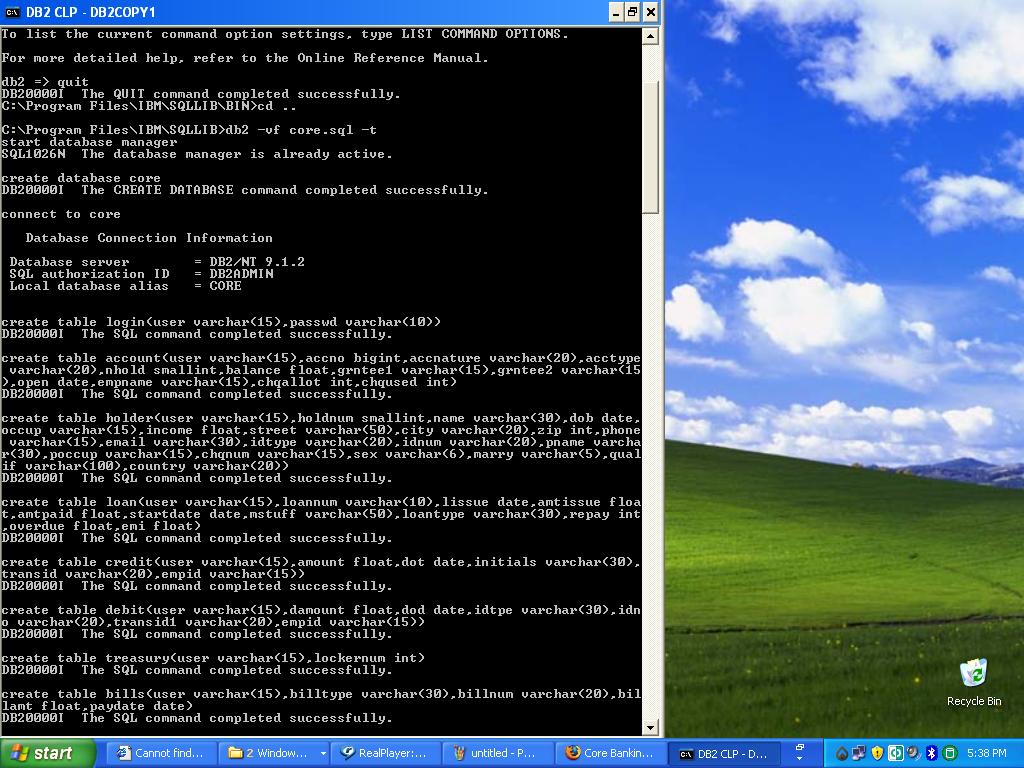 DB2 CLP - DB2COPY1
To list the current command option settings, type LIST COMMAND OPTIONS.
For more detailed help, refer to the Online Reference Manual.
db2 => quit
DB20000I  The QUIT command completed successfully.
C:\Program Files\IBM\SQLLIB\BIN>cd ..
C:\Program Files\IBM\SQLLIB>db2 -vf core.sql -t
start database manager
SQL1026N  The database manager is already active.
create database core
DB20000I  The CREATE DATABASE command completed successfully.
connect to core
Database Connection Information
Database server        = DB2/NT 9.1.2
SQL authorization ID   = DB2ADMIN
Local database alias   = CORE
create table login(user varchar(15),passwd varchar(10))
DB20000I  The SQL command completed successfully.
create table account(user varchar(15),accno bigint,accnature varchar(20),acctype
varchar(20),nhold smallint,balance float,grntee1 varchar(15),grntee2 varchar(15
),open date,empname varchar(15),chqallot int,chqused int)
DB20000I  The SQL command completed successfully.
create table holder(user varchar(15),holdnum smallint,name varchar(30),dob date,
occup varchar(15),income float,street varchar(50),city varchar(20),zip int,phone
varchar(15),email varchar(30),idtype varchar(20),idnum varchar(20),pname varcha
r(30),poccup varchar(15),chqnum varchar(15),sex varchar(6),marry varchar(5),qual
if varchar(100),country varchar(20))
DB20000I  The SQL command completed successfully.
create table loan(user varchar(15),loannum varchar(10),lissue date,amtissue floa
t,amtpaid float,startdate date,mstuff varchar(50),loantype varchar(30),repay int
,overdue float,emi float)
DB20000I  The SQL command completed successfully.
create table credit(user varchar(15),amount float,dot date,initials varchar(30),
transid varchar(20),empid varchar(15))
DB20000I  The SQL command completed successfully.
create table debit(user varchar(15),damount float,dod date,idtpe varchar(30),idn
o varchar(20),transid1 varchar(20),empid varchar(15))
DB20000I  The SQL command completed successfully.
create table treasury(user varchar(15),lockernum int)
DB20000I  The SQL command completed successfully.
create table bills(user varchar(15),billtype varchar(30),billnum varchar(20),bil
lamt float,paydate date)
DB20000I  The SQL command completed successfully.
Recycle Bin
start
Cannot find...
2 Window...
RealPlayer:...
untitled - P...
Core Bankin...
DB2 CLP - D...
5:38 PM